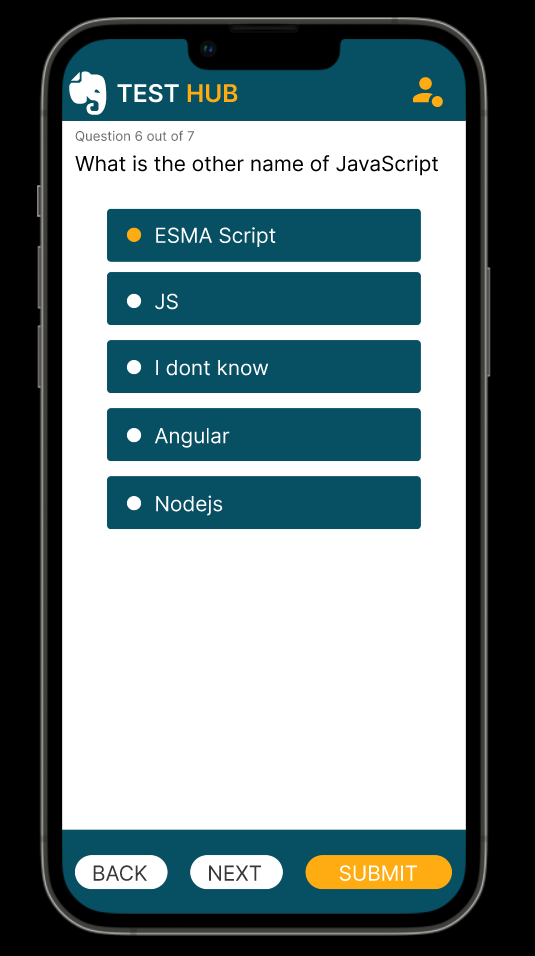 TEST HUB
Question 6 out of 7
What is the other name of JavaScript
ESMA Script
JS
I dont know
Angular
Nodejs
BACK NEXT SUBMIT